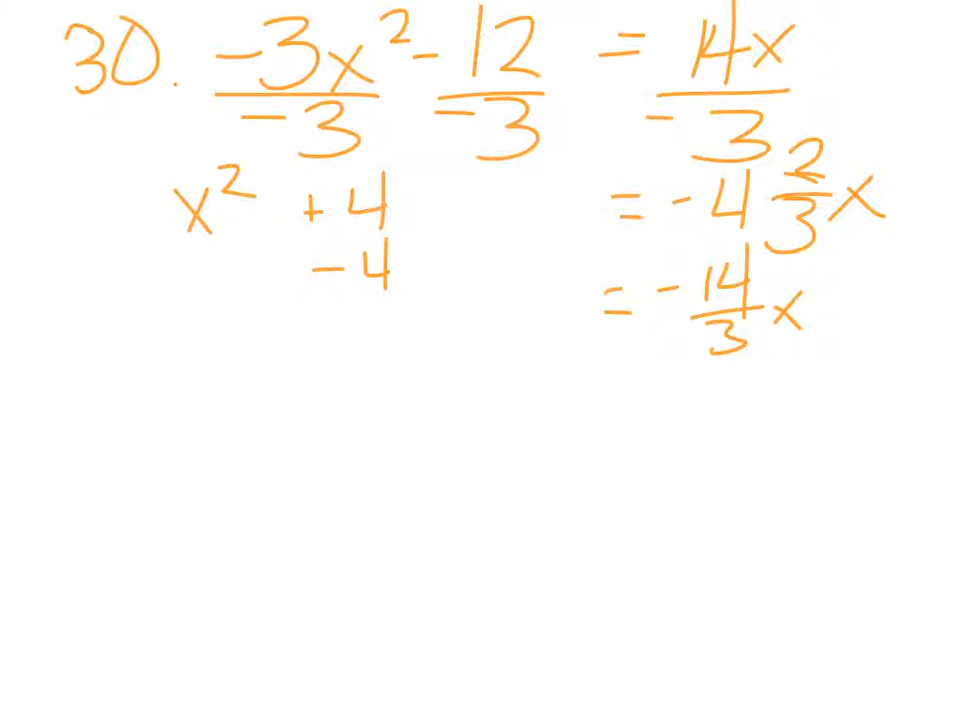 30. -3x² - 12 = 14x
-3 -3 -3
x² + 4 = -4 2/3 x
- 4 = -14/3 x